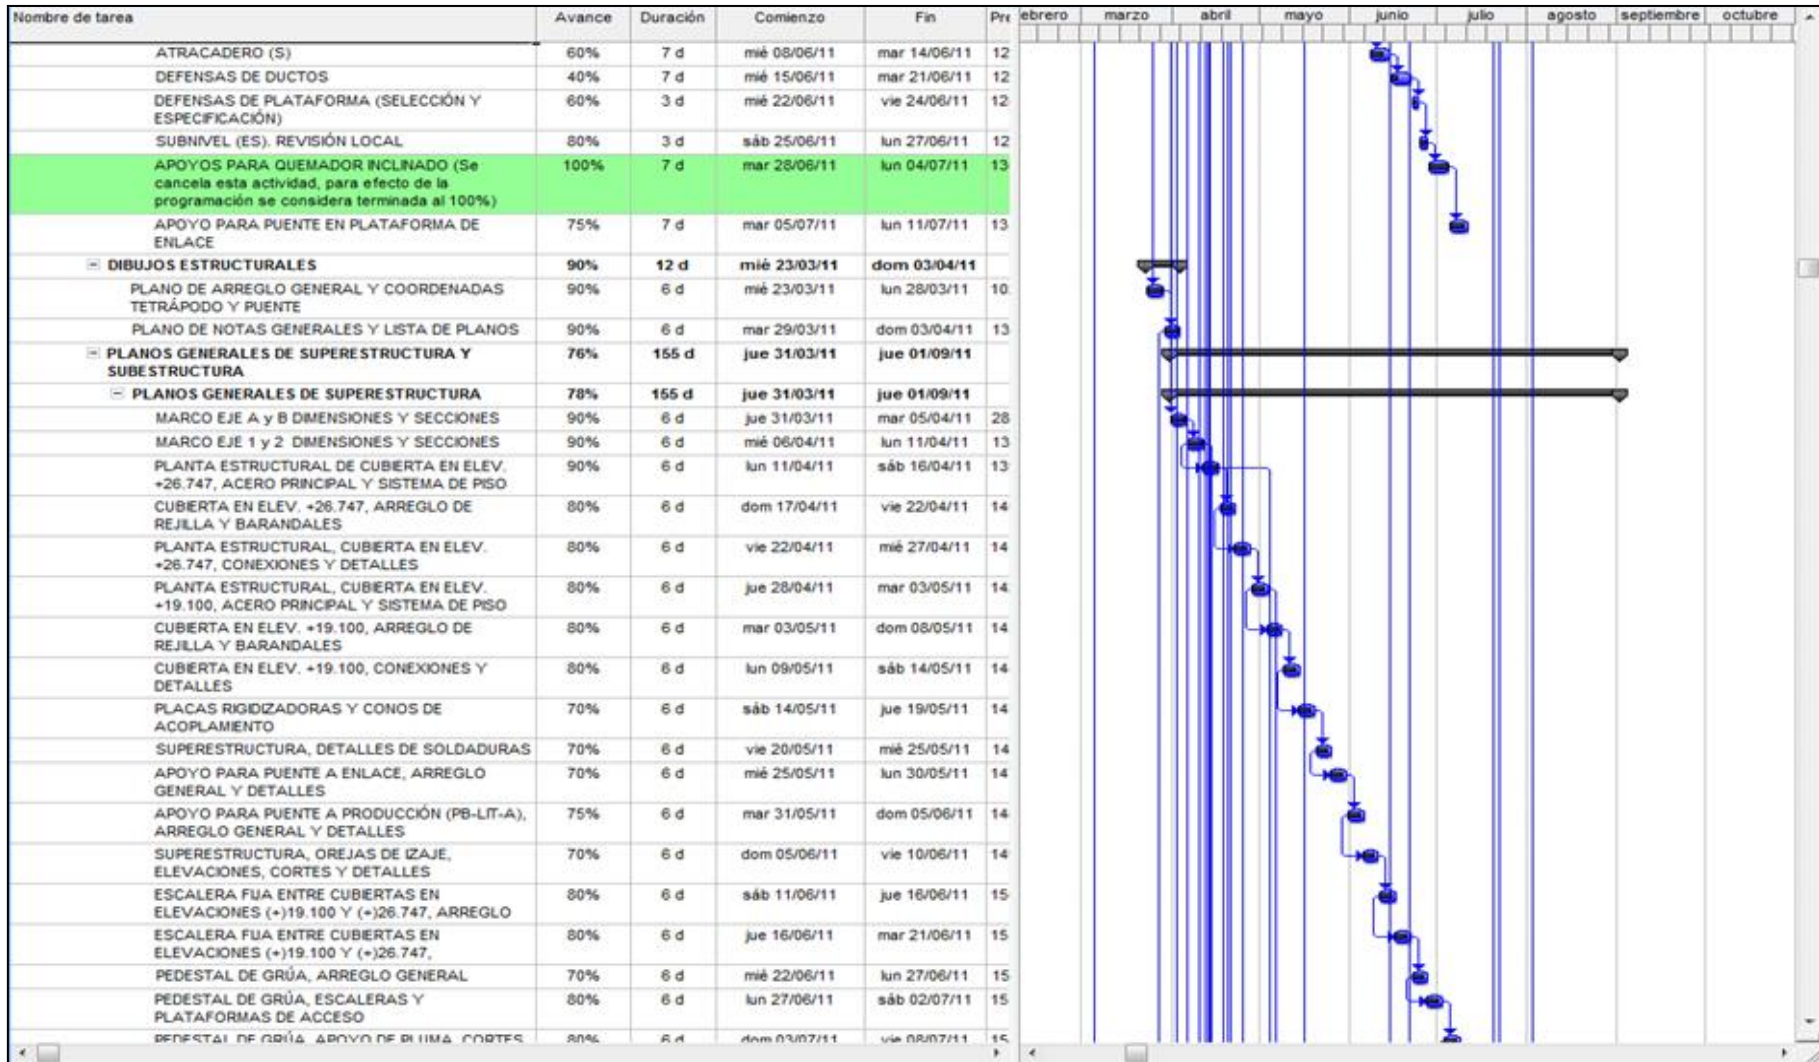 Nombre de tarea Avance Duración Comienzo Fin Pre ebrero marzo abril mayo junio julio agosto septiembre octubre
ATRACADERO (S) 60% 7 d mié 08/06/11 mar 14/06/11 12
DEFENSAS DE DUCTOS 40% 7 d mié 15/06/11 mar 21/06/11 12
DEFENSAS DE PLATAFORMA (SELECCIÓN Y 60% 3 d mié 22/06/11 vie 24/06/11 12
ESPECIFICACIÓN)
SUBNIVEL (ES). REVISIÓN LOCAL 80% 3 d sáb 25/06/11 lun 27/06/11 12
APOYOS PARA QUEMADOR INCLINADO (Se 100% 7 d mar 28/06/11 lun 04/07/11 13
cancela esta actividad, para efecto de la
programación se considera terminada al 100%)
APOYO PARA PUENTE EN PLATAFORMA DE 75% 7 d mar 05/07/11 lun 11/07/11 13
ENLACE
DIBUJOS ESTRUCTURALES 90% 12 d mié 23/03/11 dom 03/04/11
PLANO DE ARREGLO GENERAL Y COORDENADAS 90% 6 d mié 23/03/11 lun 28/03/11 10
TETRÁPODO Y PUENTE
PLANO DE NOTAS GENERALES Y LISTA DE PLANOS 90% 6 d mar 29/03/11 dom 03/04/11 13
PLANOS GENERALES DE SUPERESTRUCTURA Y 76% 155 d jue 31/03/11 jue 01/09/11
SUBESTRUCTURA
PLANOS GENERALES DE SUPERESTRUCTURA 78% 155 d jue 31/03/11 jue 01/09/11
MARCO EJE A y B DIMENSIONES Y SECCIONES 90% 6 d jue 31/03/11 mar 05/04/11 28
MARCO EJE 1 y 2 DIMENSIONES Y SECCIONES 90% 6 d mié 06/04/11 lun 11/04/11 13
PLANTA ESTRUCTURAL DE CUBIERTA EN ELEV. 90% 6 d lun 11/04/11 sáb 16/04/11 13
+26.747, ACERO PRINCIPAL Y SISTEMA DE PISO
CUBIERTA EN ELEV. +26.747, ARREGLO DE 80% 6 d dom 17/04/11 vie 22/04/11 14
REJILLA Y BARANDALES
PLANTA ESTRUCTURAL, CUBIERTA EN ELEV. 80% 6 d vie 22/04/11 mié 27/04/11 14
+26.747, CONEXIONES Y DETALLES
PLANTA ESTRUCTURAL, CUBIERTA EN ELEV. 80% 6 d jue 28/04/11 mar 03/05/11 14
+19.100, ACERO PRINCIPAL Y SISTEMA DE PISO
CUBIERTA EN ELEV. +19.100, ARREGLO DE 80% 6 d mar 03/05/11 dom 08/05/11 14
REJILLA Y BARANDALES
CUBIERTA EN ELEV. +19.100, CONEXIONES Y 80% 6 d lun 09/05/11 sáb 14/05/11 14
DETALLES
PLACAS RIGIDIZADORAS Y CONOS DE 70% 6 d sáb 14/05/11 jue 19/05/11 14
ACOPLAMIENTO
SUPERESTRUCTURA, DETALLES DE SOLDADURAS 70% 6 d vie 20/05/11 mié 25/05/11 14
APOYO PARA PUENTE A ENLACE, ARREGLO 70% 6 d mié 25/05/11 lun 30/05/11 14
GENERAL Y DETALLES
APOYO PARA PUENTE A PRODUCCIÓN (PB-LIT-A), 75% 6 d mar 31/05/11 dom 05/06/11 14
ARREGLO GENERAL Y DETALLES
SUPERESTRUCTURA, OREJAS DE IZAJE, 70% 6 d dom 05/06/11 vie 10/06/11 14
ELEVACIONES, CORTES Y DETALLES
ESCALERA FIJA ENTRE CUBIERTAS EN 80% 6 d sáb 11/06/11 jue 16/06/11 15
ELEVACIONES (+)19.100 Y (+)26.747, ARREGLO
ESCALERA FIJA ENTRE CUBIERTAS EN 80% 6 d jue 16/06/11 mar 21/06/11 15
ELEVACIONES (+)19.100 Y (+)26.747,
PEDESTAL DE GRÚA, ARREGLO GENERAL 70% 6 d mié 22/06/11 lun 27/06/11 15
PEDESTAL DE GRÚA, ESCALERAS Y 80% 6 d lun 27/06/11 sáb 02/07/11 15
PLATAFORMAS DE ACCESO
PEDESTAL DE GRÚA, APOYO DE PLUMA, CORTES 80% 6 d dom 03/07/11 vie 08/07/11 15